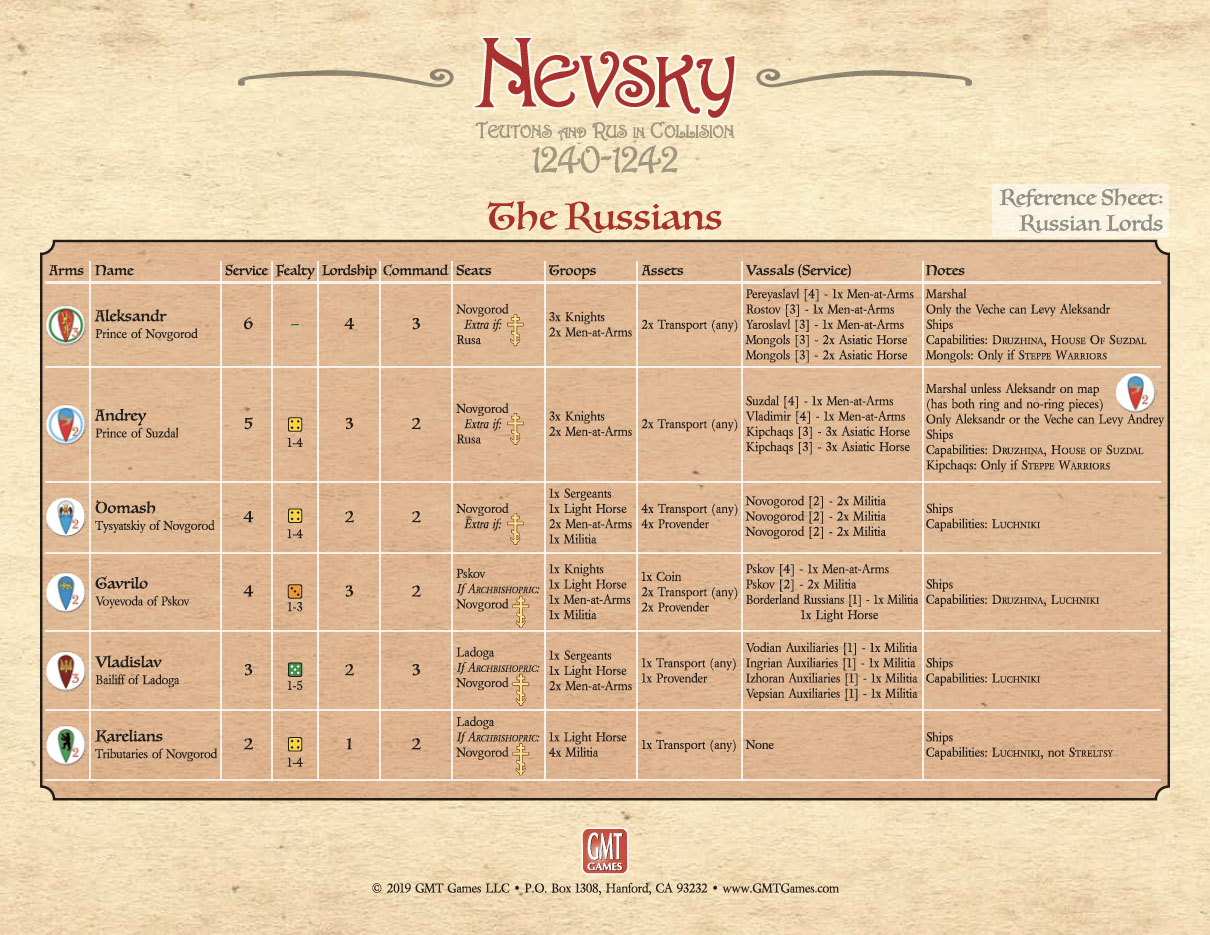 Nevsky
Teutons and Rus in Collision
1240-1242
The Russians
Reference Sheet:
Russian Lords
Arms Name Service Fealty Lordship Command Seats Troops Assets Vassals (Service) Notes
3
Aleksandr
Prince of Novgorod
6
–
4
3
Novgorod
Extra if:
Rusa
3x Knights
2x Men-at-Arms
2x Transport (any)
Pereyaslavl [4] - 1x Men-at-Arms
Rostov [3] - 1x Men-at-Arms
Yaroslavl [3] - 1x Men-at-Arms
Mongols [3] - 2x Asiatic Horse
Mongols [3] - 2x Asiatic Horse
Marshal
Only the Veche can Levy Aleksandr
Ships
Capabilities: Druzhina, House Of Suzdal
Mongols: Only if Steppe Warriors
2
Andrey
Prince of Suzdal
5
1-4
3
2
Novgorod
Extra if:
Rusa
3x Knights
2x Men-at-Arms
2x Transport (any)
Suzdal [4] - 1x Men-at-Arms
Vladimir [4] - 1x Men-at-Arms
Kipchaqs [3] - 3x Asiatic Horse
Kipchaqs [3] - 3x Asiatic Horse
Marshal unless Aleksandr on map
(has both ring and no-ring pieces)
2
Only Aleksandr or the Veche can Levy Andrey
Ships
Capabilities: Druzhina, House of Suzdal
Kipchaqs: Only if Steppe Warriors
2
Domash
Tysyatskiy of Novgorod
4
1-4
2
2
Novgorod
Extra if:
1x Sergeants
1x Light Horse
2x Men-at-Arms
1x Militia
4x Transport (any)
4x Provender
Novogorod [2] - 2x Militia
Novogorod [2] - 2x Militia
Novogorod [2] - 2x Militia
Ships
Capabilities: Luchniki
2
Gavrilo
Voyevoda of Pskov
4
1-3
3
2
Pskov
If Archbishopric:
Novgorod
1x Knights
1x Light Horse
1x Men-at-Arms
1x Militia
1x Coin
2x Transport (any)
2x Provender
Pskov [4] - 1x Men-at-Arms
Pskov [2] - 2x Militia
Borderland Russians [1] - 1x Militia
1x Light Horse
Ships
Capabilities: Druzhina, Luchniki
3
Vladislav
Bailiff of Ladoga
3
1-5
2
3
Ladoga
If Archbishopric:
Novgorod
1x Sergeants
1x Light Horse
2x Men-at-Arms
1x Transport (any)
1x Provender
Vodian Auxiliaries [1] - 1x Militia
Ingrian Auxiliaries [1] - 1x Militia
Izhoran Auxiliaries [1] - 1x Militia
Vepsian Auxiliaries [1] - 1x Militia
Ships
Capabilities: Luchniki
2
Karelians
Tributaries of Novgorod
2
1-4
1
2
Ladoga
If Archbishopric:
Novgorod
1x Light Horse
4x Militia
1x Transport (any)
None
Ships
Capabilities: Luchniki, not Streltsy
GMT
GAMES
© 2019 GMT Games LLC • P.O. Box 1308, Hanford, CA 93232 • www.GMTGames.com